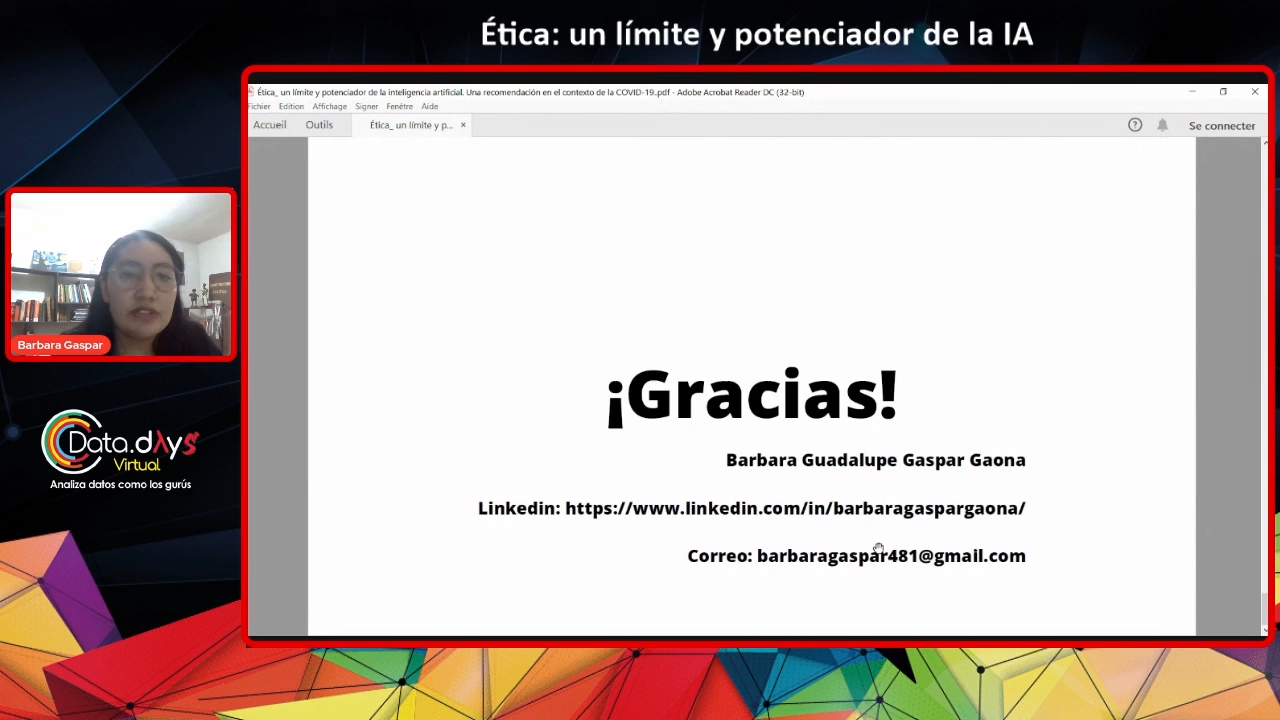 Ética: un límite y potenciador de la IA
Ética_ un límite y potenciador de la inteligencia artificial. Una recomendación en el contexto de la COVID-19.pdf - Adobe Acrobat Reader DC (32-bit)
Fichier Edition Affichage Signer Fenêtre Aide
Accueil Outils Ética_ un límite y p... × Se connecter
¡Gracias!
Barbara Guadalupe Gaspar Gaona
Linkedin: https://www.linkedin.com/in/barbaragaspargaona/
Correo: barbaragaspar481@gmail.com
Barbara Gaspar
Data.dAys
Virtual
Analiza datos como los gurús